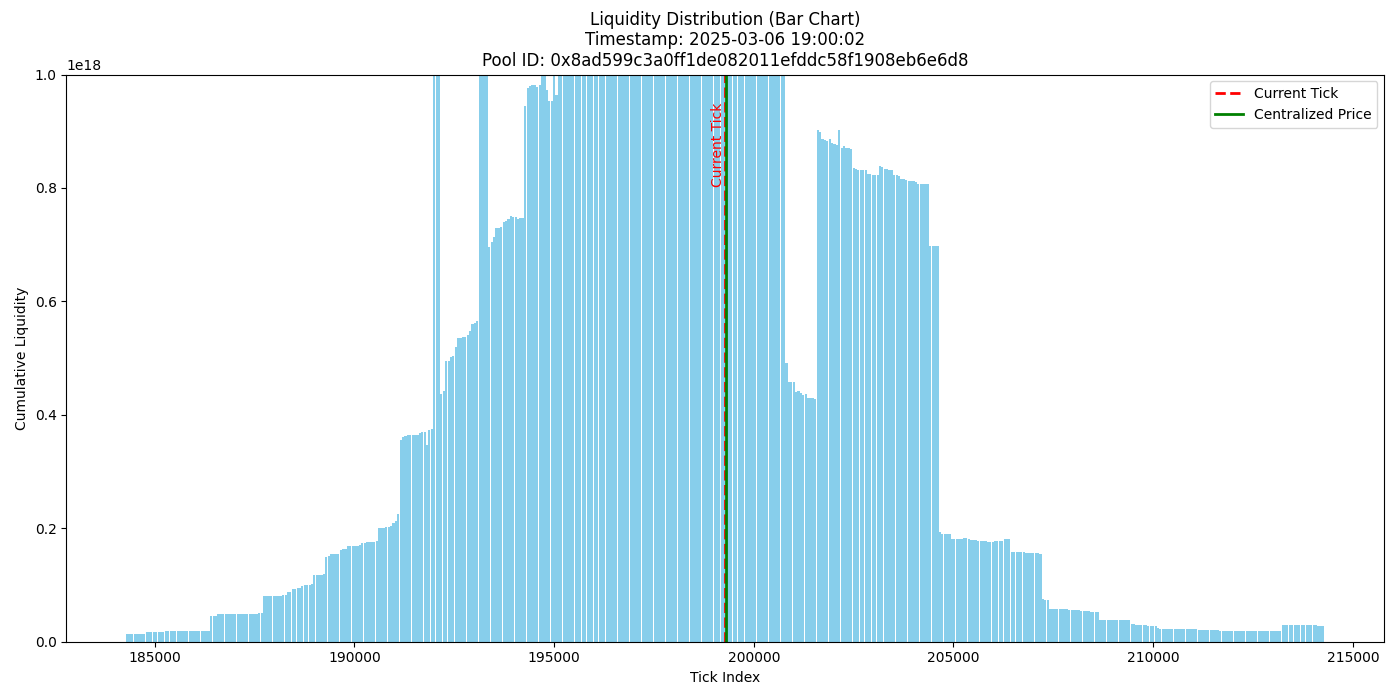 Liquidity Distribution (Bar Chart)
Timestamp: 2025-03-06 19:00:02
Pool ID: 0x8ad599c3a0ff1de082011efddc58f1908eb6e6d8
1e18
1.0
0.8
0.6
0.4
0.2
0.0
Cumulative Liquidity
Current Tick
Current Tick
Centralized Price
185000 190000 195000 200000 205000 210000 215000
Tick Index